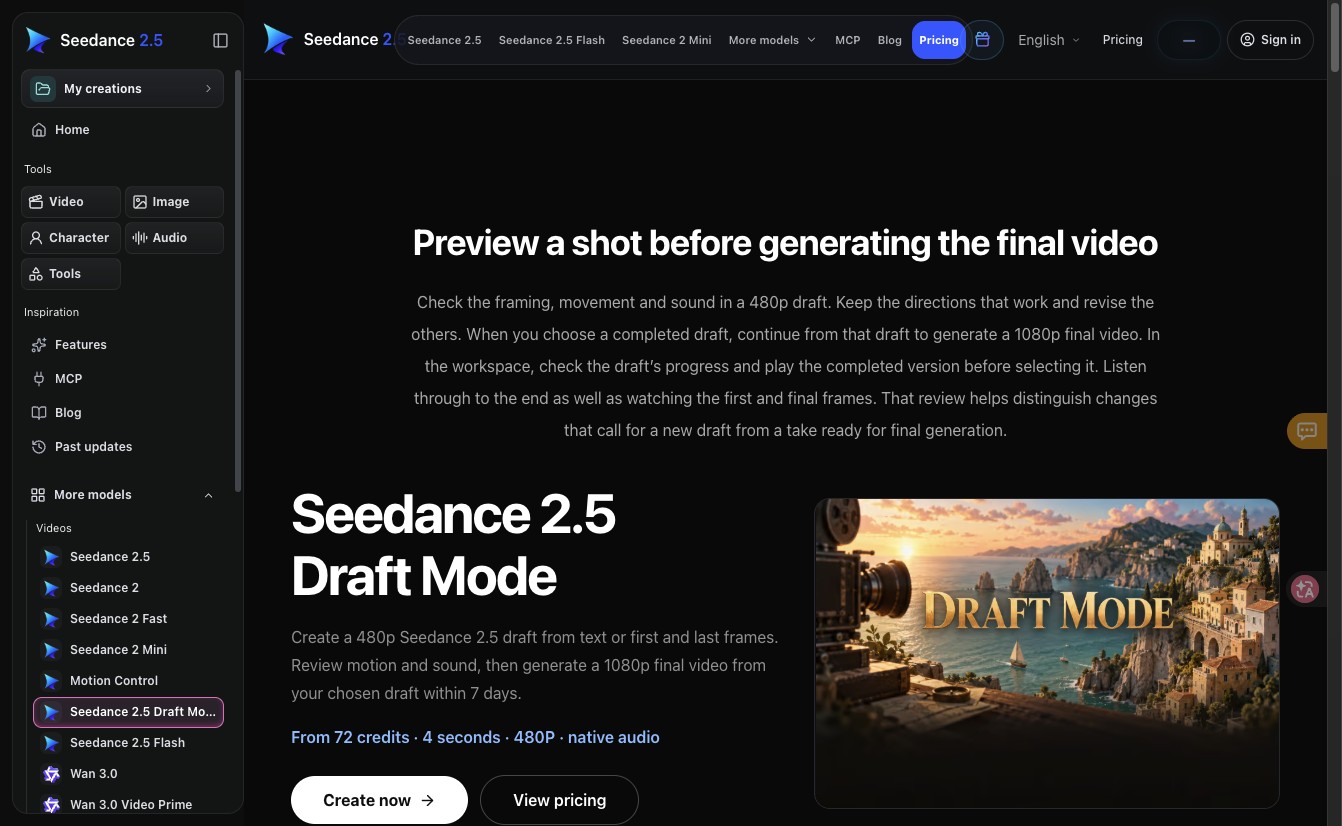 Seedance 2.5
My creations
Home
Tools
Video
Image
Character
Audio
Tools
Inspiration
Features
MCP
Blog
Past updates
More models
Videos
Seedance 2.5
Seedance 2
Seedance 2 Fast
Seedance 2 Mini
Motion Control
Seedance 2.5 Draft Mo...
Seedance 2.5 Flash
Wan 3.0
Wan 3.0 Video Prime
Seedance 2.5
Seedance 2.5
Seedance 2.5 Flash
Seedance 2 Mini
More models
MCP
Blog
Pricing
English
Pricing
Sign in
Preview a shot before generating the final video
Check the framing, movement and sound in a 480p draft. Keep the directions that work and revise the
others. When you choose a completed draft, continue from that draft to generate a 1080p final video. In
the workspace, check the draft’s progress and play the completed version before selecting it. Listen
through to the end as well as watching the first and final frames. That review helps distinguish changes
that call for a new draft from a take ready for final generation.
Seedance 2.5
Draft Mode
Create a 480p Seedance 2.5 draft from text or first and last frames.
Review motion and sound, then generate a 1080p final video from
your chosen draft within 7 days.
From 72 credits · 4 seconds · 480P · native audio
Create now
View pricing
DRAFT MODE